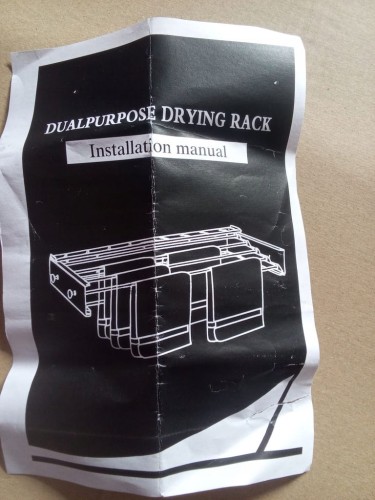 DUALPURPOSE DRYING RACK
Installation manual